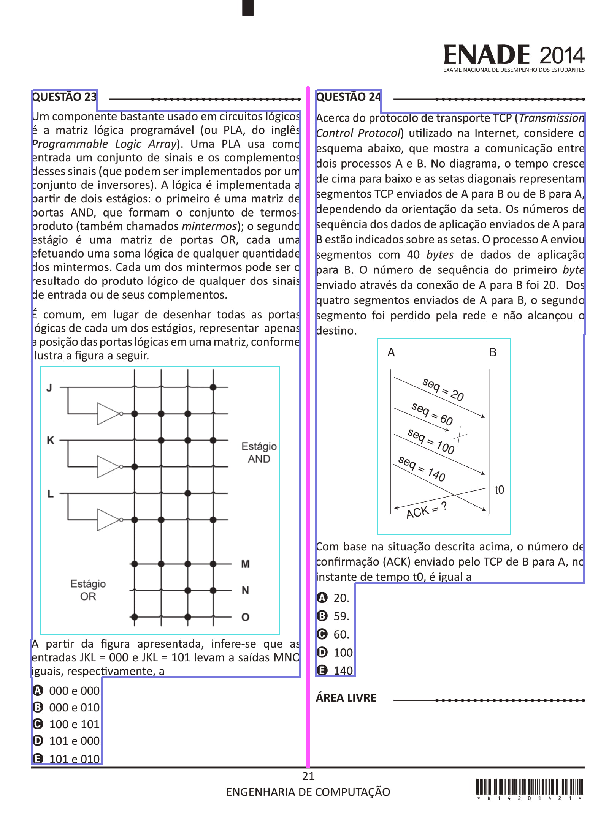 ENADE 2014
EXAME NACIONAL DE DESEMPENHO DOS ESTUDANTES
QUESTÃO 23
Um componente bastante usado em circuitos lógicos
é a matriz lógica programável (ou PLA, do inglês
Programmable Logic Array). Uma PLA usa como
entrada um conjunto de sinais e os complementos
desses sinais (que podem ser implementados por um
conjunto de inversores). A lógica é implementada a
partir de dois estágios: o primeiro é uma matriz de
portas AND, que formam o conjunto de termos-
produto (também chamados mintermos); o segundo
estágio é uma matriz de portas OR, cada uma
efetuando uma soma lógica de qualquer quantidade
dos mintermos. Cada um dos mintermos pode ser o
resultado do produto lógico de qualquer dos sinais
de entrada ou de seus complementos.
É comum, em lugar de desenhar todas as portas
lógicas de cada um dos estágios, representar apenas
a posição das portas lógicas em uma matriz, conforme
ilustra a figura a seguir.
J
K
Estágio
AND
L
M
Estágio
OR
N
O
A partir da figura apresentada, infere-se que as
entradas JKL = 000 e JKL = 101 levam a saídas MNO
iguais, respectivamente, a
A 000 e 000
B 000 e 010
C 100 e 101
D 101 e 000
E 101 e 010
QUESTÃO 24
Acerca do protocolo de transporte TCP (Transmission
Control Protocol) utilizado na Internet, considere o
esquema abaixo, que mostra a comunicação entre
dois processos A e B. No diagrama, o tempo cresce
de cima para baixo e as setas diagonais representam
segmentos TCP enviados de A para B ou de B para A,
dependendo da orientação da seta. Os números de
sequência dos dados de aplicação enviados de A para
B estão indicados sobre as setas. O processo A enviou
segmentos com 40 bytes de dados de aplicação
para B. O número de sequência do primeiro byte
enviado através da conexão de A para B foi 20. Dos
quatro segmentos enviados de A para B, o segundo
segmento foi perdido pela rede e não alcançou o
destino.
A B
seq = 20
seq = 60
seq = 100
seq = 140
t0
ACK = ?
Com base na situação descrita acima, o número de
confirmação (ACK) enviado pelo TCP de B para A, no
instante de tempo t0, é igual a
A 20.
B 59.
C 60.
D 100
E 140
ÁREA LIVRE
21
ENGENHARIA DE COMPUTAÇÃO